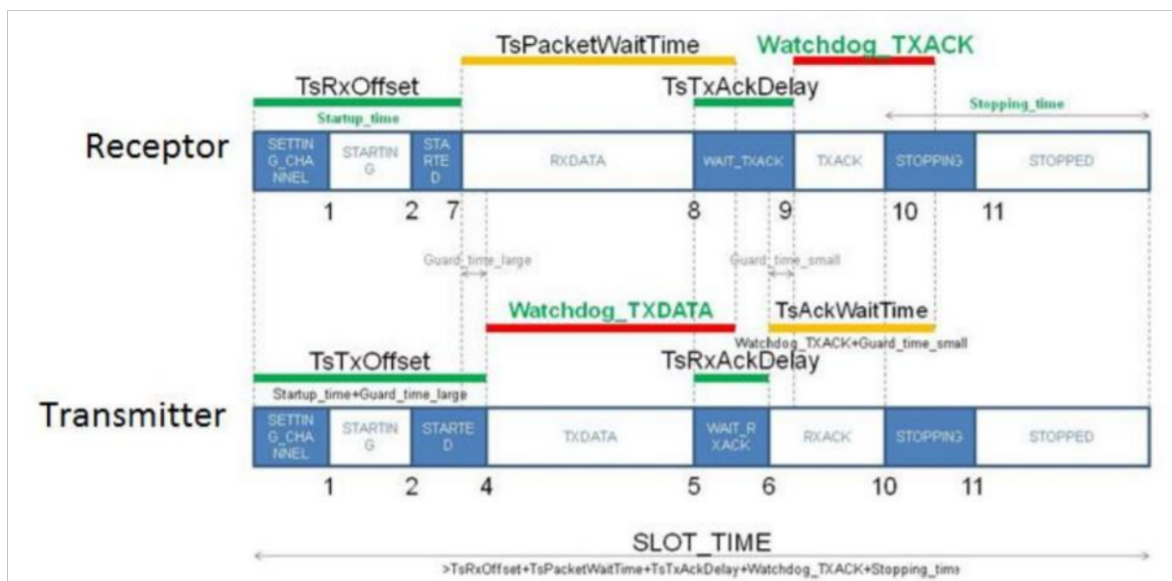 TsPacketWaitTime Watchdog_TXACK
TsRxOffset TsTxAckDelay
Startup_time Stopping_time
Receptor
SETTIN
G_CHA
NNEL
STARTIN
G
STA
RTE
D
RXDATA
WAIT_TXACK
TXACK
STOPPING
STOPPED
1 2 7 8 9 10 11
Guard_time_large Guard_time_small
Watchdog_TXDATA TsAckWaitTime
Watchdog_TXACK+Guard_time_small
TsTxOffset TsRxAckDelay
Startup_time+Guard_time_large
Transmitter
SETTIN
G_CHA
NNEL
STARTIN
G
STARTE
D
TXDATA
WAIT_R
XACK
RXACK
STOPPING
STOPPED
1 2 4 5 6 10 11
SLOT_TIME
>TsRxOffset+TsPacketWaitTime+TsTxAckDelay+Watchdog_TXACK+Stopping_time